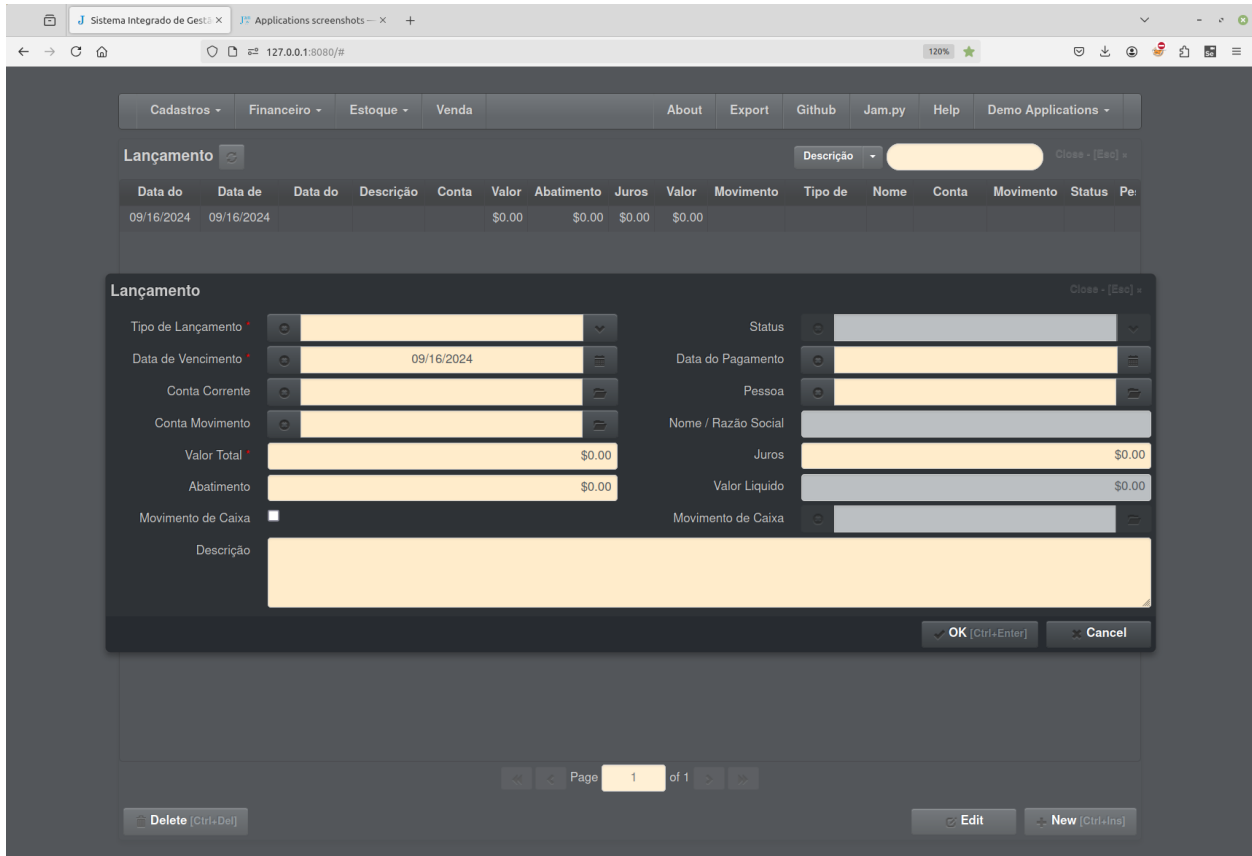 Sistema Integrado de Gestã
Applications screenshots —
127.0.0.1:8080/#
120%
Cadastros Financeiro Estoque Venda About Export Github Jam.py Help Demo Applications
Lançamento Descrição Close - [Esc] ×
Data do Data de Data do Descrição Conta Valor Abatimento Juros Valor Movimento Tipo de Nome Conta Movimento Status Pes
09/16/2024 09/16/2024 $0.00 $0.00 $0.00 $0.00
Lançamento Close - [Esc] ×
Tipo de Lançamento * Status
Data de Vencimento * 09/16/2024 Data do Pagamento
Conta Corrente Pessoa
Conta Movimento Nome / Razão Social
Valor Total * $0.00 Juros $0.00
Abatimento $0.00 Valor Liquido $0.00
Movimento de Caixa Movimento de Caixa
Descrição
OK [Ctrl+Enter] Cancel
Page 1 of 1
Delete [Ctrl+Del] Edit New [Ctrl+Ins]